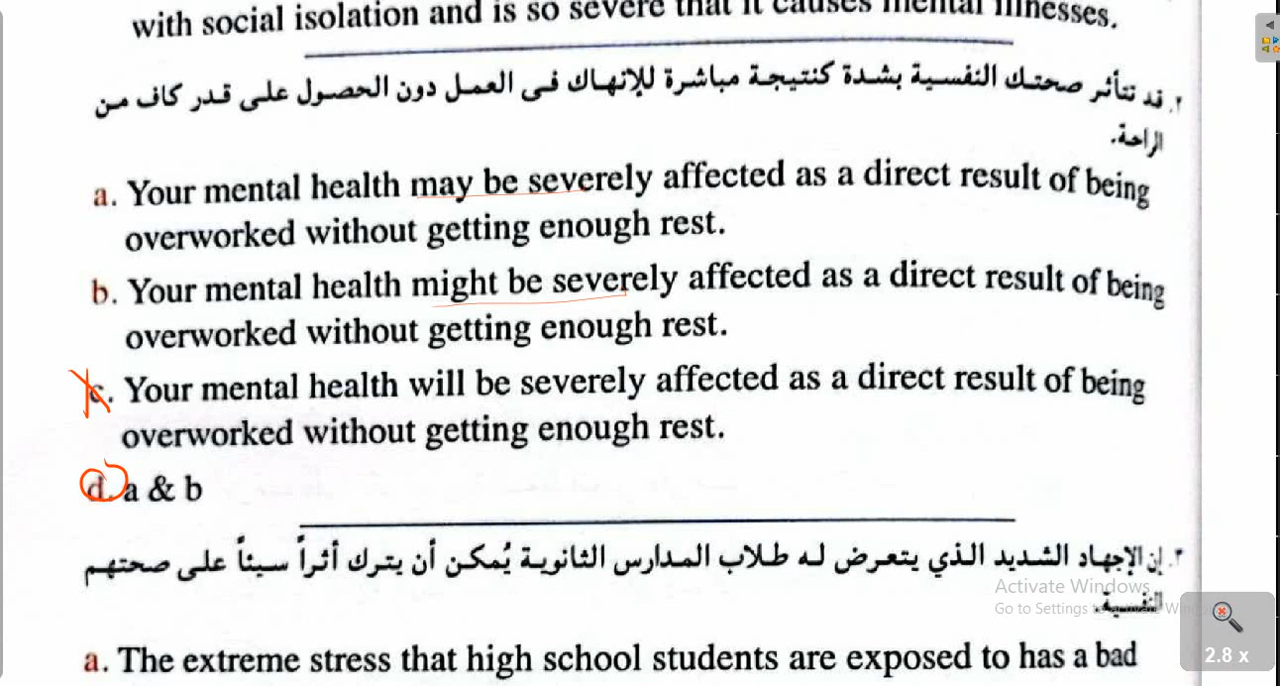 with social isolation and is so severe that it causes mental illnesses.
٢. قد تتأثر صحتك النفسية بشدة كنتيجة مباشرة للإنهاك فى العمل دون الحصول على قدر كاف من
الراحة.
a. Your mental health may be severely affected as a direct result of being
overworked without getting enough rest.
b. Your mental health might be severely affected as a direct result of being
overworked without getting enough rest.
c. Your mental health will be severely affected as a direct result of being
overworked without getting enough rest.
d. a & b
٣. إن الإجهاد الشديد الذي يتعرض له طلاب المدارس الثانوية يُمكن أن يترك أثراً سيئاً على صحتهم
النفسية.
Activate Windows
Go to Settings to activate Win
a. The extreme stress that high school students are exposed to has a bad
2.8 x